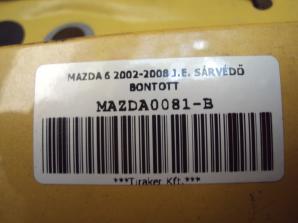 MAZDA 6 2002-2008 J.E. SÁRVÉDŐ
BONTOTT
MAZDA0081-B
***Tiraker Kft.***